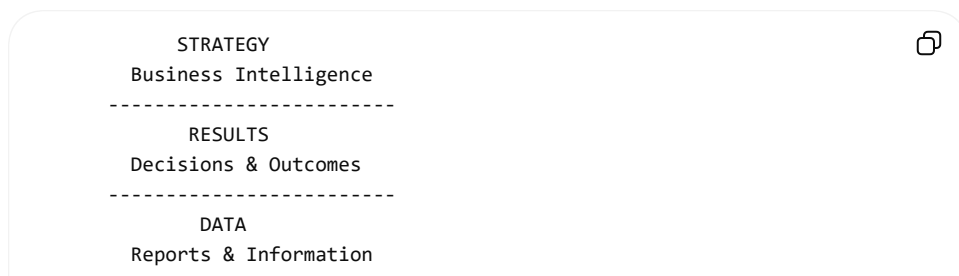 STRATEGY
Business Intelligence
-------------------------
RESULTS
Decisions & Outcomes
-------------------------
DATA
Reports & Information